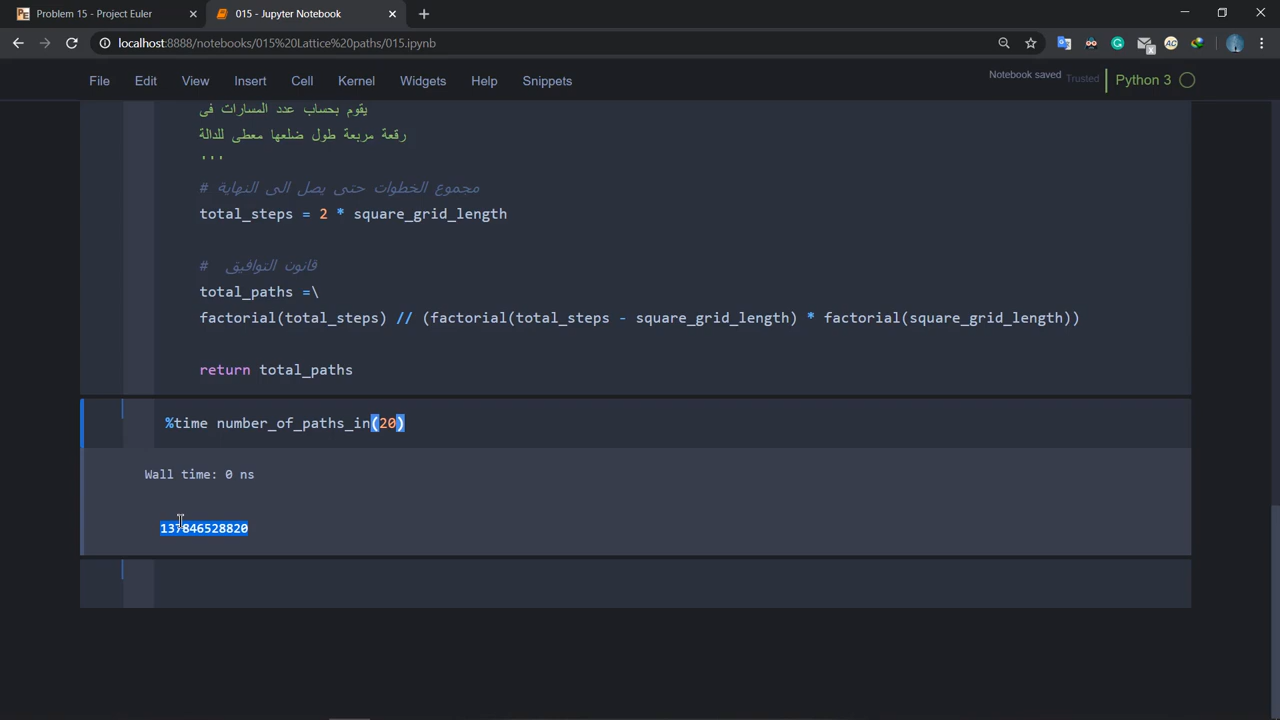 Problem 15 - Project Euler
015 - Jupyter Notebook
localhost:8888/notebooks/015%20Lattice%20paths/015.ipynb
File Edit View Insert Cell Kernel Widgets Help Snippets
Notebook saved Trusted Python 3
يقوم بحساب عدد المسارات فى
رقعة مربعة طول ضلعها معطى للدالة
'''
# مجموع الخطوات حتى يصل الى النهاية
total_steps = 2 * square_grid_length
# قانون التوافيق
total_paths =\
factorial(total_steps) // (factorial(total_steps - square_grid_length) * factorial(square_grid_length))
return total_paths
%time number_of_paths_in(20)
Wall time: 0 ns
137846528820